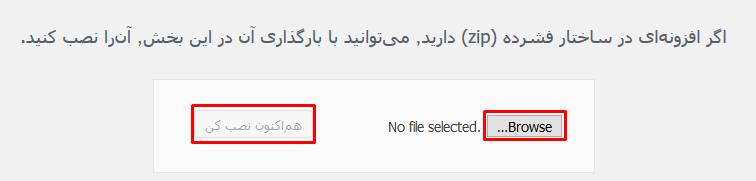 اگر افزونه‌ای در ساختار فشرده (zip) دارید, می‌توانید با بارگذاری آن در این بخش, آن‌را نصب کنید.
Browse... No file selected. هم‌اکنون نصب کن